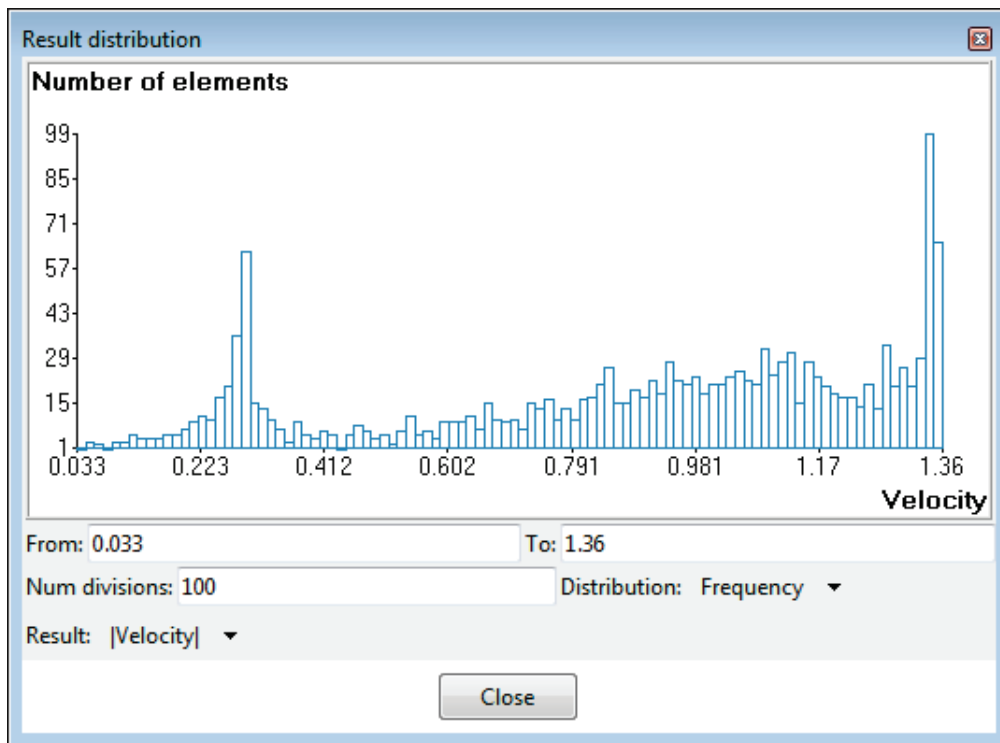 Result distribution
Number of elements
99
85
71
57
43
29
15
1
0.033 0.223 0.412 0.602 0.791 0.981 1.17 1.36
Velocity
From: 0.033 To: 1.36
Num divisions: 100 Distribution: Frequency
Result: |Velocity|
Close